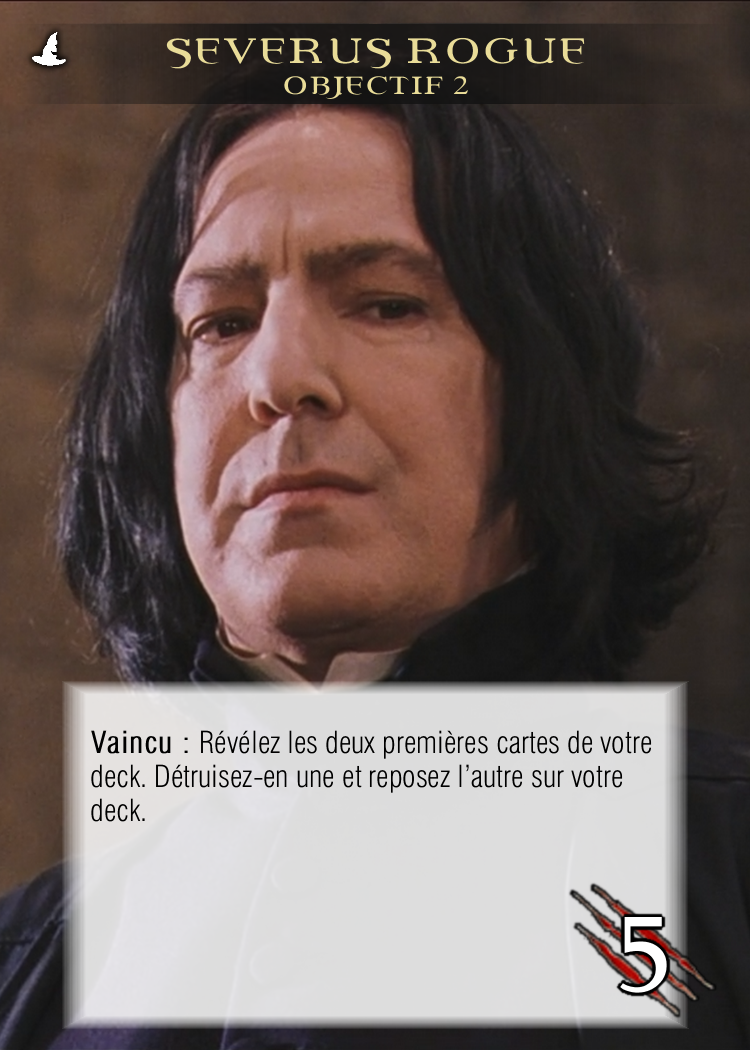 SEVERUS ROGUE
OBJECTIF 2
Vaincu : Révélez les deux premières cartes de votre
deck. Détruisez-en une et reposez l'autre sur votre
deck.
5